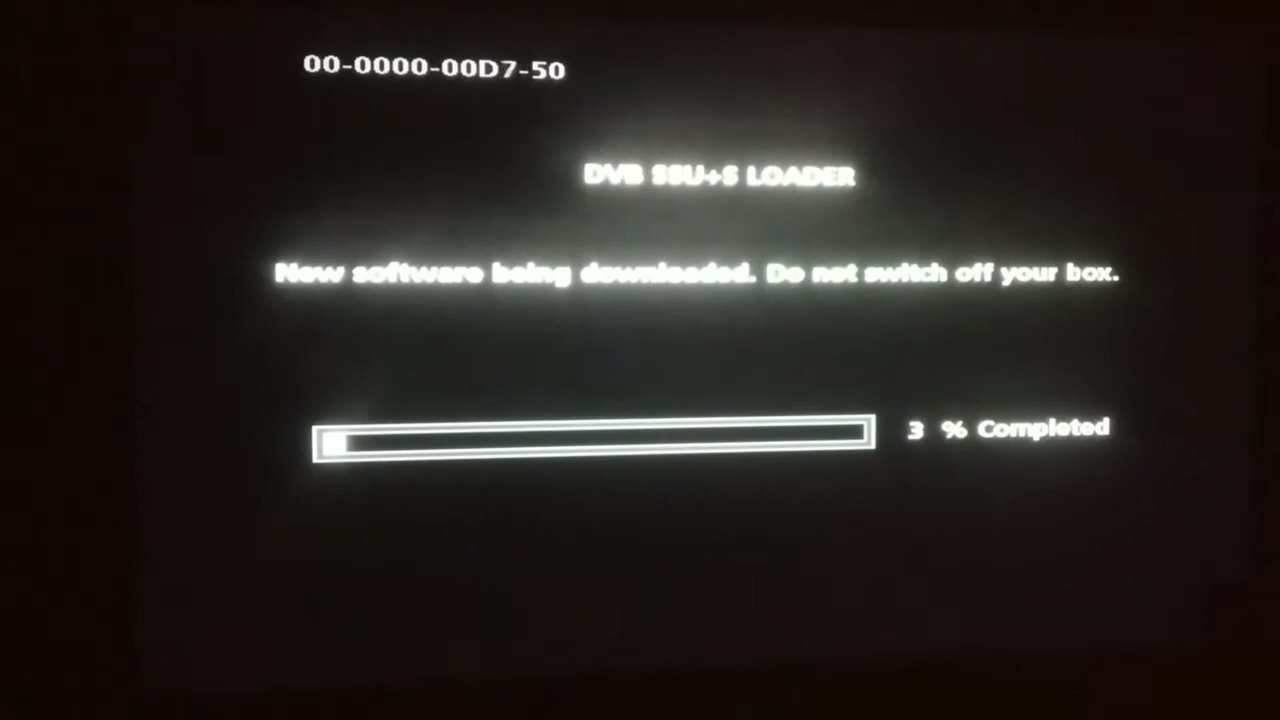 00-0000-00D7-50
DVB SSU+S LOADER
New software being downloaded. Do not switch off your box.
3 % Completed